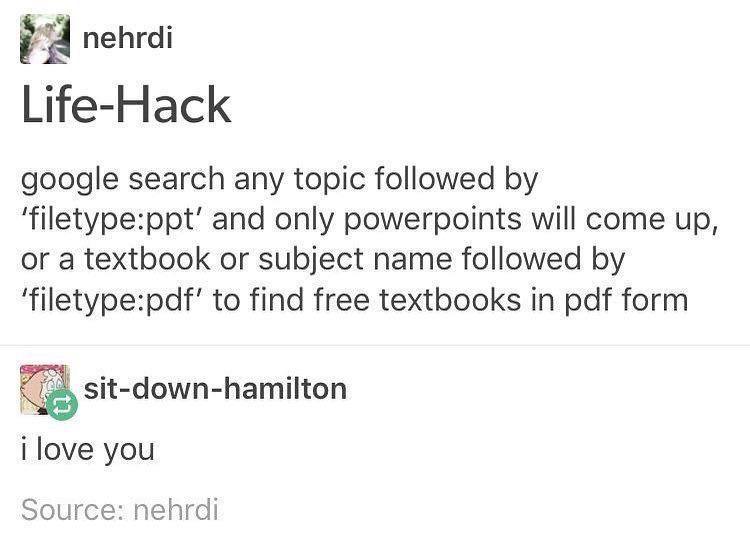 nehrdi
Life-Hack
google search any topic followed by
‘filetype:ppt’ and only powerpoints will come up,
or a textbook or subject name followed by
‘filetype:pdf’ to find free textbooks in pdf form
sit-down-hamilton
i love you
Source: nehrdi